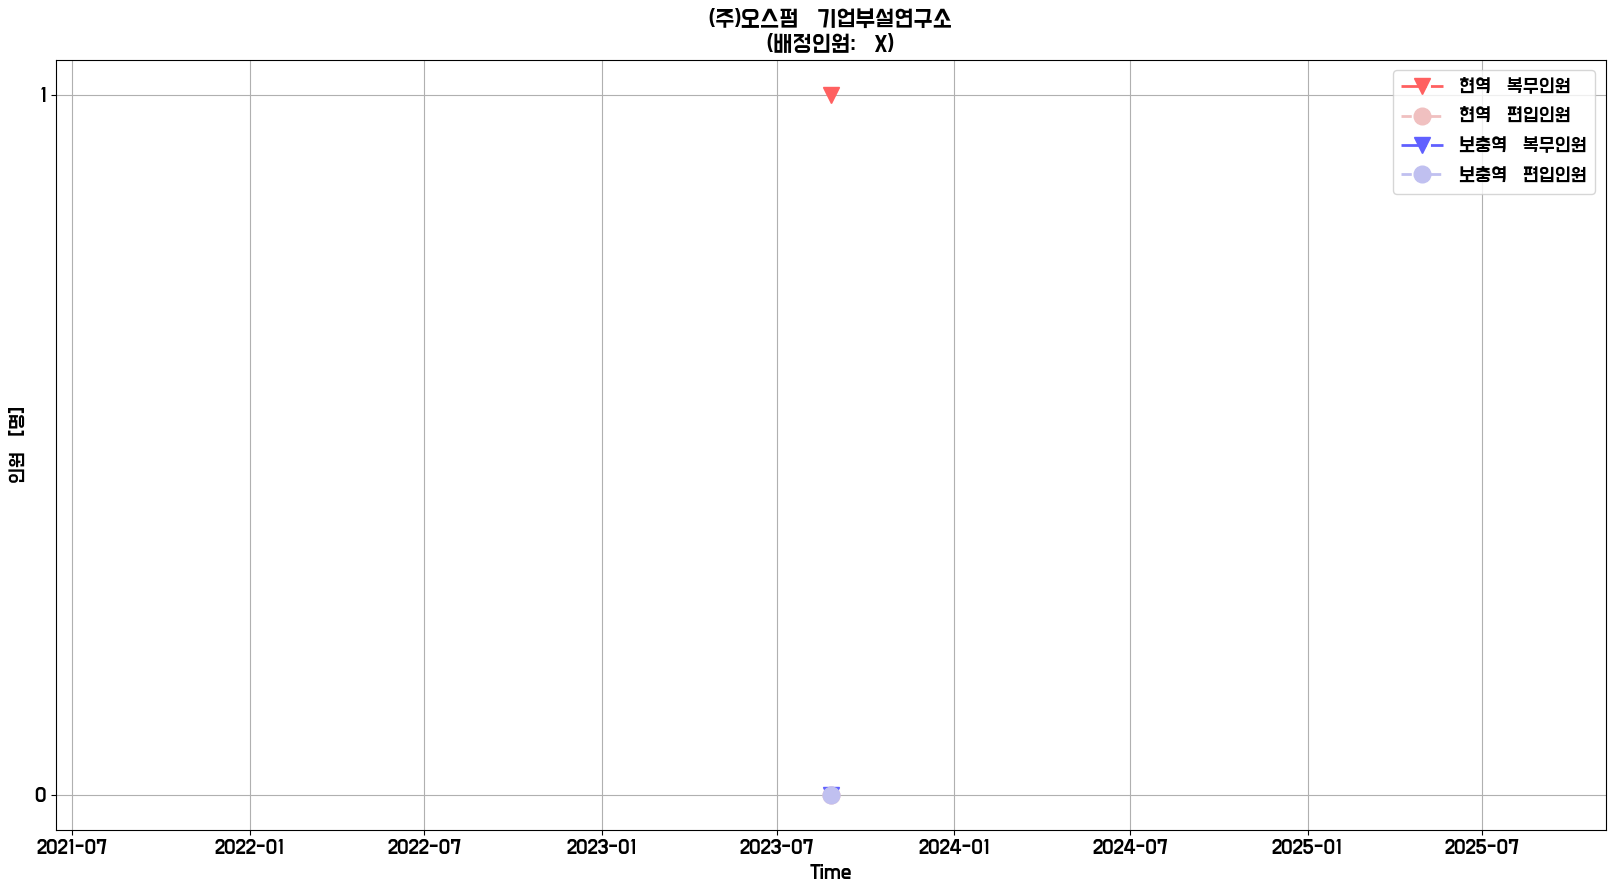 (주)오스펌 기업부설연구소
(배정인원: X)
현역 복무인원
현역 편입인원
보충역 복무인원
보충역 편입인원
인원 [명]
1
0
2021-07 2022-01 2022-07 2023-01 2023-07 2024-01 2024-07 2025-01 2025-07
Time